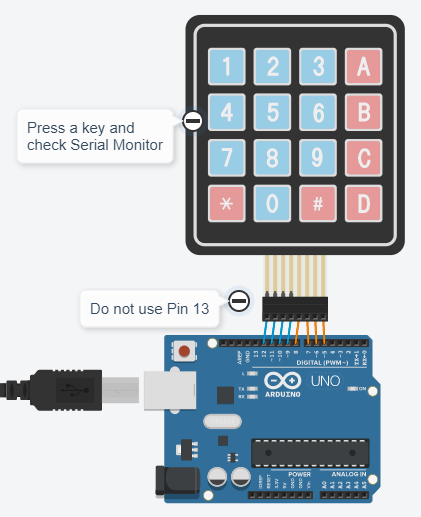 1 2 3 A
4 5 6 B
7 8 9 C
* 0 # D
Press a key and
check Serial Monitor
Do not use Pin 13
AREF
GND
13
12
~11
~10
~9
8
7
~6
~5
4
~3
2
TX→1
RX←0
DIGITAL (PWM~)
L
TX
RX
UNO
ARDUINO
ON
IOREF
RESET
3.3V
5V
GND
GND
Vin
POWER
ANALOG IN
A0
A1
A2
A3
A4
A5